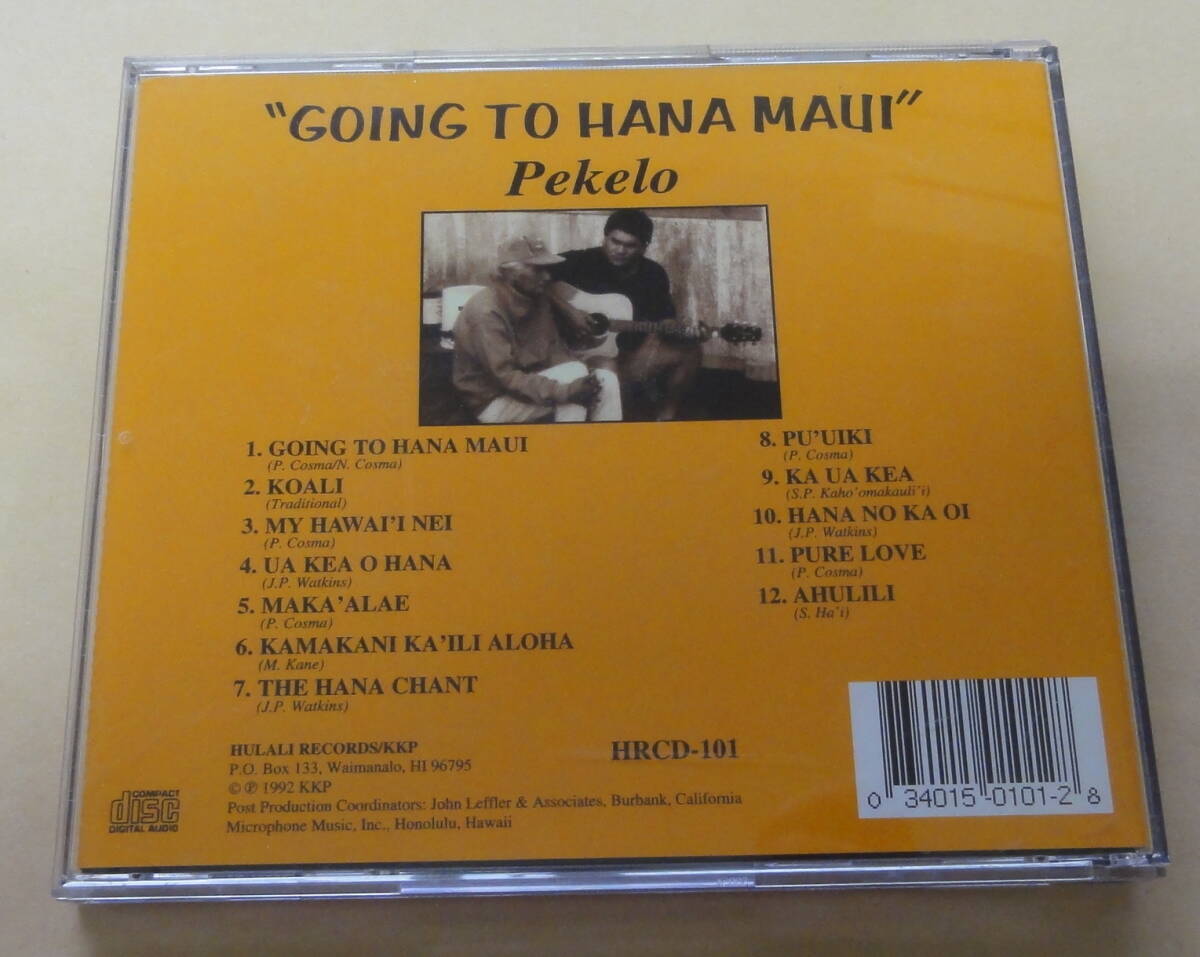 "GOING TO HANA MAUI"
Pekelo
1. GOING TO HANA MAUI
(P. Cosma/N. Cosma)
2. KOALI
(Traditional)
3. MY HAWAI'I NEI
(P. Cosma)
4. UA KEA O HANA
(J.P. Watkins)
5. MAKA'ALAE
(P. Cosma)
6. KAMAKANI KA'ILI ALOHA
(M. Kane)
7. THE HANA CHANT
(J.P. Watkins)
8. PU'UIKI
(P. Cosma)
9. KA UA KEA
(S.P. Kaho'omakauli'i)
10. HANA NO KA OI
(J.P. Watkins)
11. PURE LOVE
(P. Cosma)
12. AHULILI
(S. Ha'i)
HULALI RECORDS/KKP
P.O. Box 133, Waimanalo, HI 96795
© ℗ 1992 KKP
Post Production Coordinators: John Leffler & Associates, Burbank, California
Microphone Music, Inc., Honolulu, Hawaii
HRCD-101
COMPACT
disc
DIGITAL AUDIO
0 34015-0101-2 8